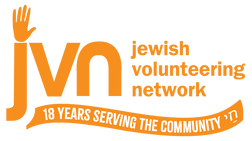 jvn
jewish
volunteering
network
18 YEARS SERVING THE COMMUNITY חי